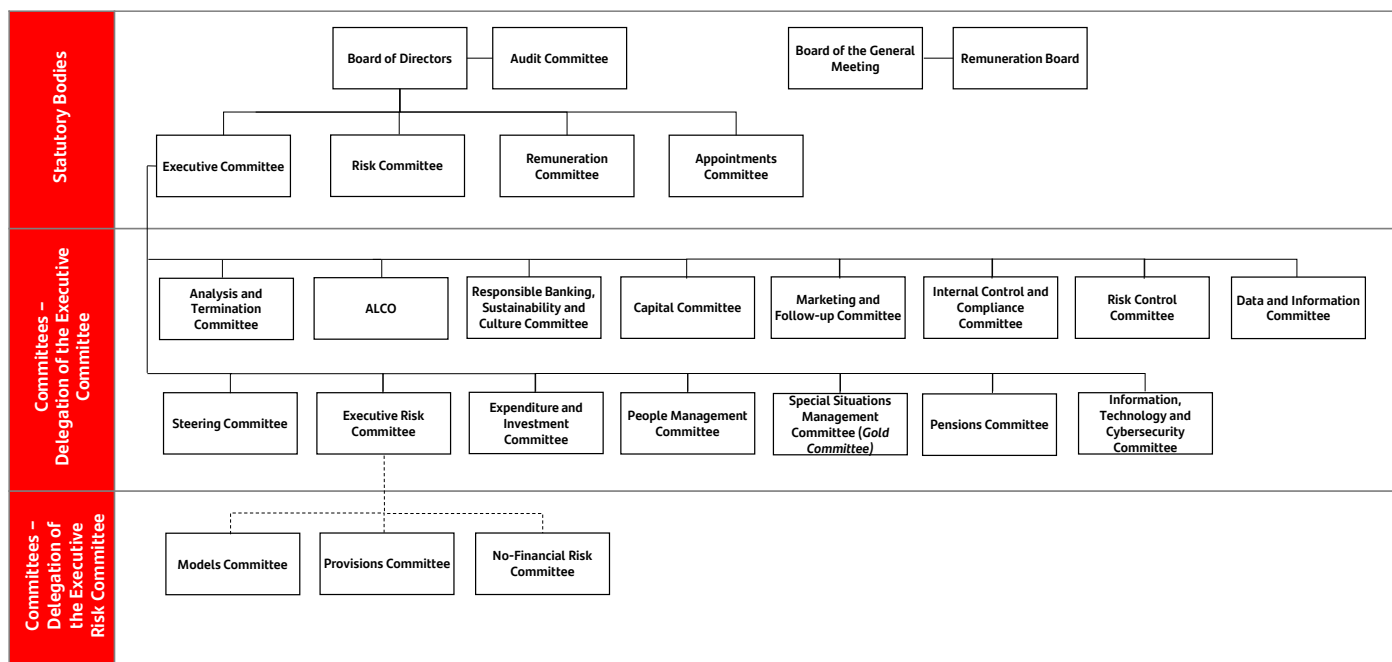 Statutory Bodies
Board of Directors
Audit Committee
Board of the General
Meeting
Remuneration Board
Executive Committee
Risk Committee
Remuneration
Committee
Appointments
Committee
Committees –
Delegation of the Executive
Committee
Analysis and
Termination
Committee
ALCO
Responsible Banking,
Sustainability and
Culture Committee
Capital Committee
Marketing and
Follow-up Committee
Internal Control and
Compliance
Committee
Risk Control
Committee
Data and Information
Committee
Steering Committee
Executive Risk
Committee
Expenditure and
Investment
Committee
People Management
Committee
Special Situations
Management
Committee (Gold
Committee)
Pensions Committee
Information,
Technology and
Cybersecurity
Committee
Committees –
Delegation of
the Executive
Risk Committee
Models Committee
Provisions Committee
No-Financial Risk
Committee